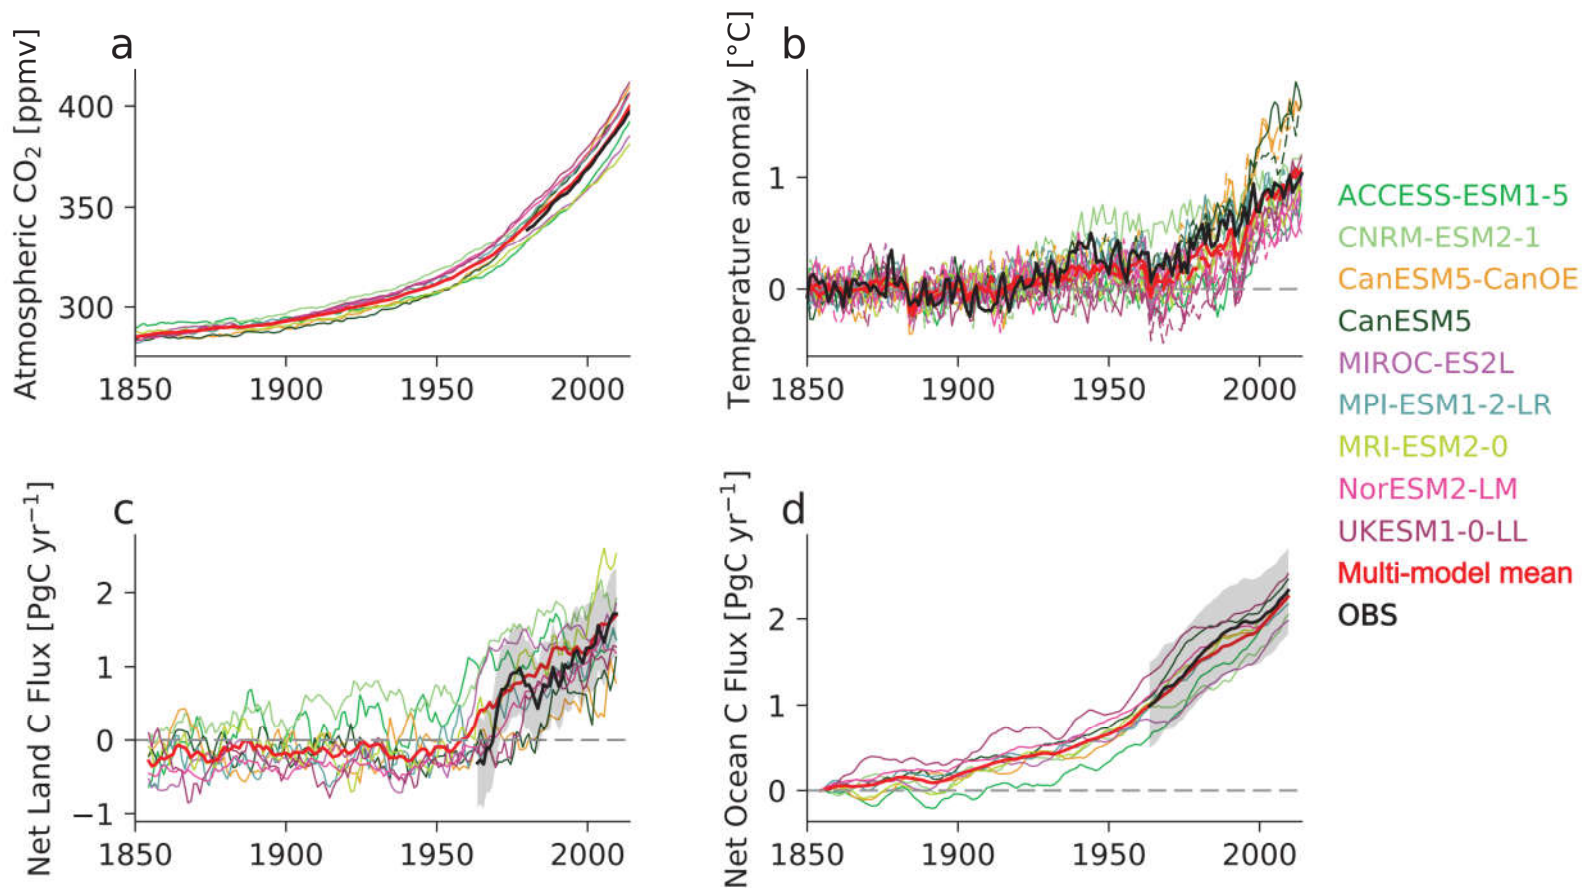 a
Atmospheric CO₂ [ppmv]
400
350
300
1850 1900 1950 2000
b
Temperature anomaly [°C]
1
0
1850 1900 1950 2000
c
Net Land C Flux [PgC yr⁻¹]
2
1
0
−1
1850 1900 1950 2000
d
Net Ocean C Flux [PgC yr⁻¹]
2
1
0
1850 1900 1950 2000
ACCESS-ESM1-5
CNRM-ESM2-1
CanESM5-CanOE
CanESM5
MIROC-ES2L
MPI-ESM1-2-LR
MRI-ESM2-0
NorESM2-LM
UKESM1-0-LL
Multi-model mean
OBS